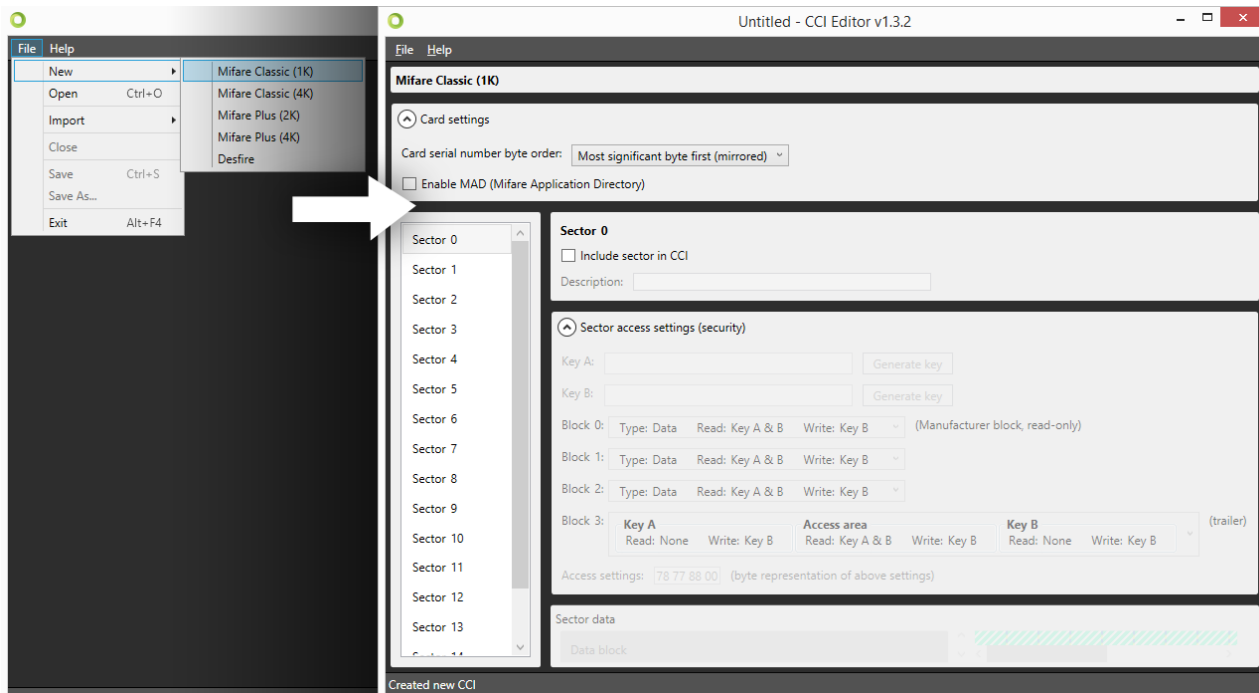 File Help
New
Open Ctrl+O
Import
Close
Save Ctrl+S
Save As...
Exit Alt+F4
Mifare Classic (1K)
Mifare Classic (4K)
Mifare Plus (2K)
Mifare Plus (4K)
Desfire
Untitled - CCI Editor v1.3.2
File Help
Mifare Classic (1K)
Card settings
Card serial number byte order: Most significant byte first (mirrored)
Enable MAD (Mifare Application Directory)
Sector 0
Sector 1
Sector 2
Sector 3
Sector 4
Sector 5
Sector 6
Sector 7
Sector 8
Sector 9
Sector 10
Sector 11
Sector 12
Sector 13
Sector 14
Sector 0
Include sector in CCI
Description:
Sector access settings (security)
Key A: Generate key
Key B: Generate key
Block 0: Type: Data Read: Key A & B Write: Key B (Manufacturer block, read-only)
Block 1: Type: Data Read: Key A & B Write: Key B
Block 2: Type: Data Read: Key A & B Write: Key B
Block 3: Key A Access area Key B (trailer)
Read: None Write: Key B Read: Key A & B Write: Key B Read: None Write: Key B
Access settings: 78 77 88 00 (byte representation of above settings)
Sector data
Data block
Created new CCI